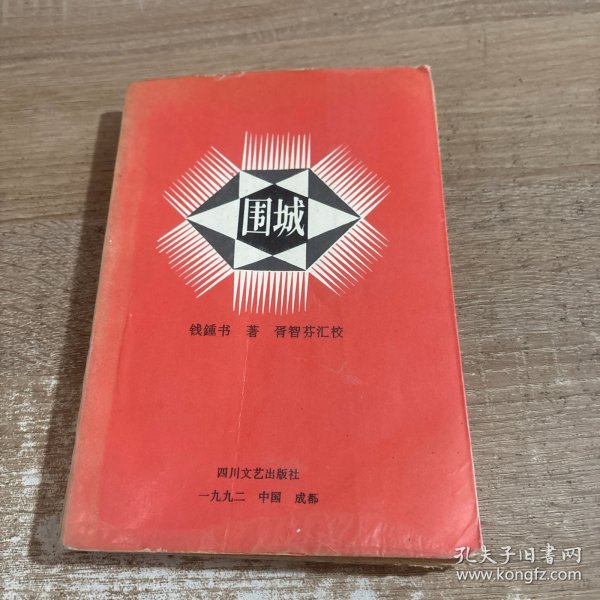 围城
钱鍾书 著 胥智芬汇校
四川文艺出版社
一九九二 中国 成都
孔夫子旧书网
www.kongfz.com